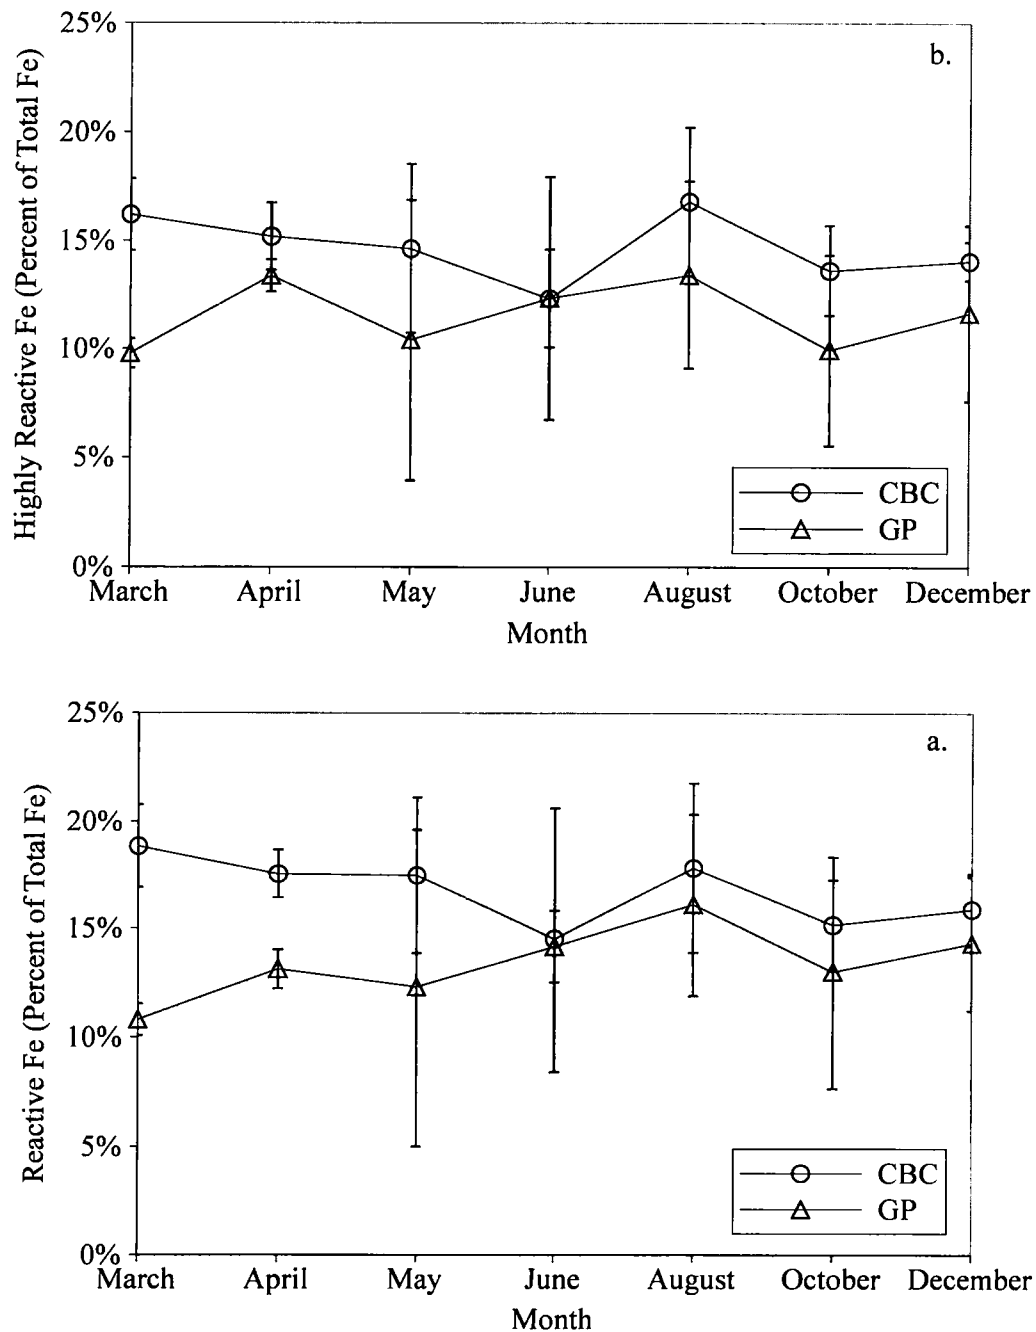 b.
Highly Reactive Fe (Percent of Total Fe)
25%
20%
15%
10%
5%
0%
CBC
GP
March April May June August October December
Month
a.
Reactive Fe (Percent of Total Fe)
25%
20%
15%
10%
5%
0%
CBC
GP
March April May June August October December
Month